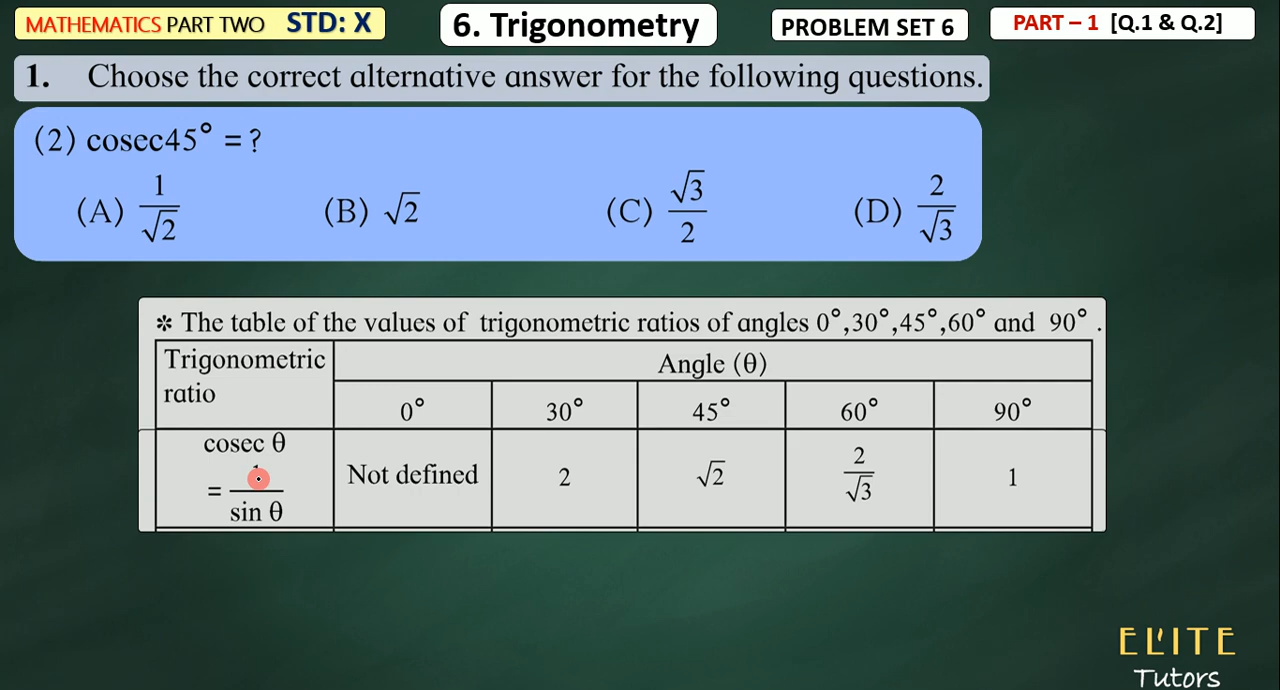 MATHEMATICS PART TWO STD: X
6. Trigonometry
PROBLEM SET 6
PART – 1 [Q.1 & Q.2]
1. Choose the correct alternative answer for the following questions.
(2) cosec45° = ?
(A) 1/√2 (B) √2 (C) √3/2 (D) 2/√3
* The table of the values of trigonometric ratios of angles 0°,30°,45°,60° and 90° .
Trigonometric ratio
Angle (θ)
0° 30° 45° 60° 90°
cosec θ
= /sin θ
Not defined 2 √2 2/√3 1
ELITE
Tutors